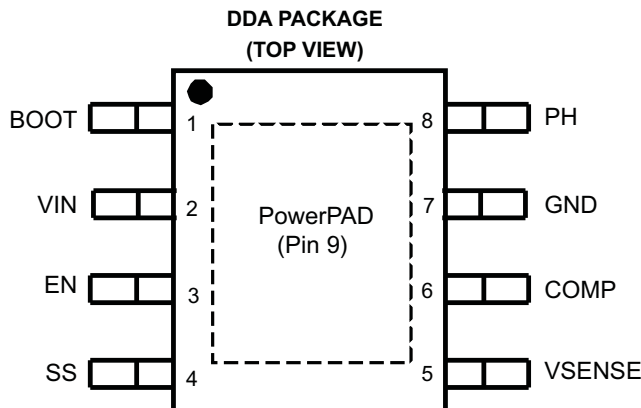 DDA PACKAGE
(TOP VIEW)
BOOT 1 8 PH
VIN 2 7 GND
PowerPAD
(Pin 9)
EN 3 6 COMP
SS 4 5 VSENSE